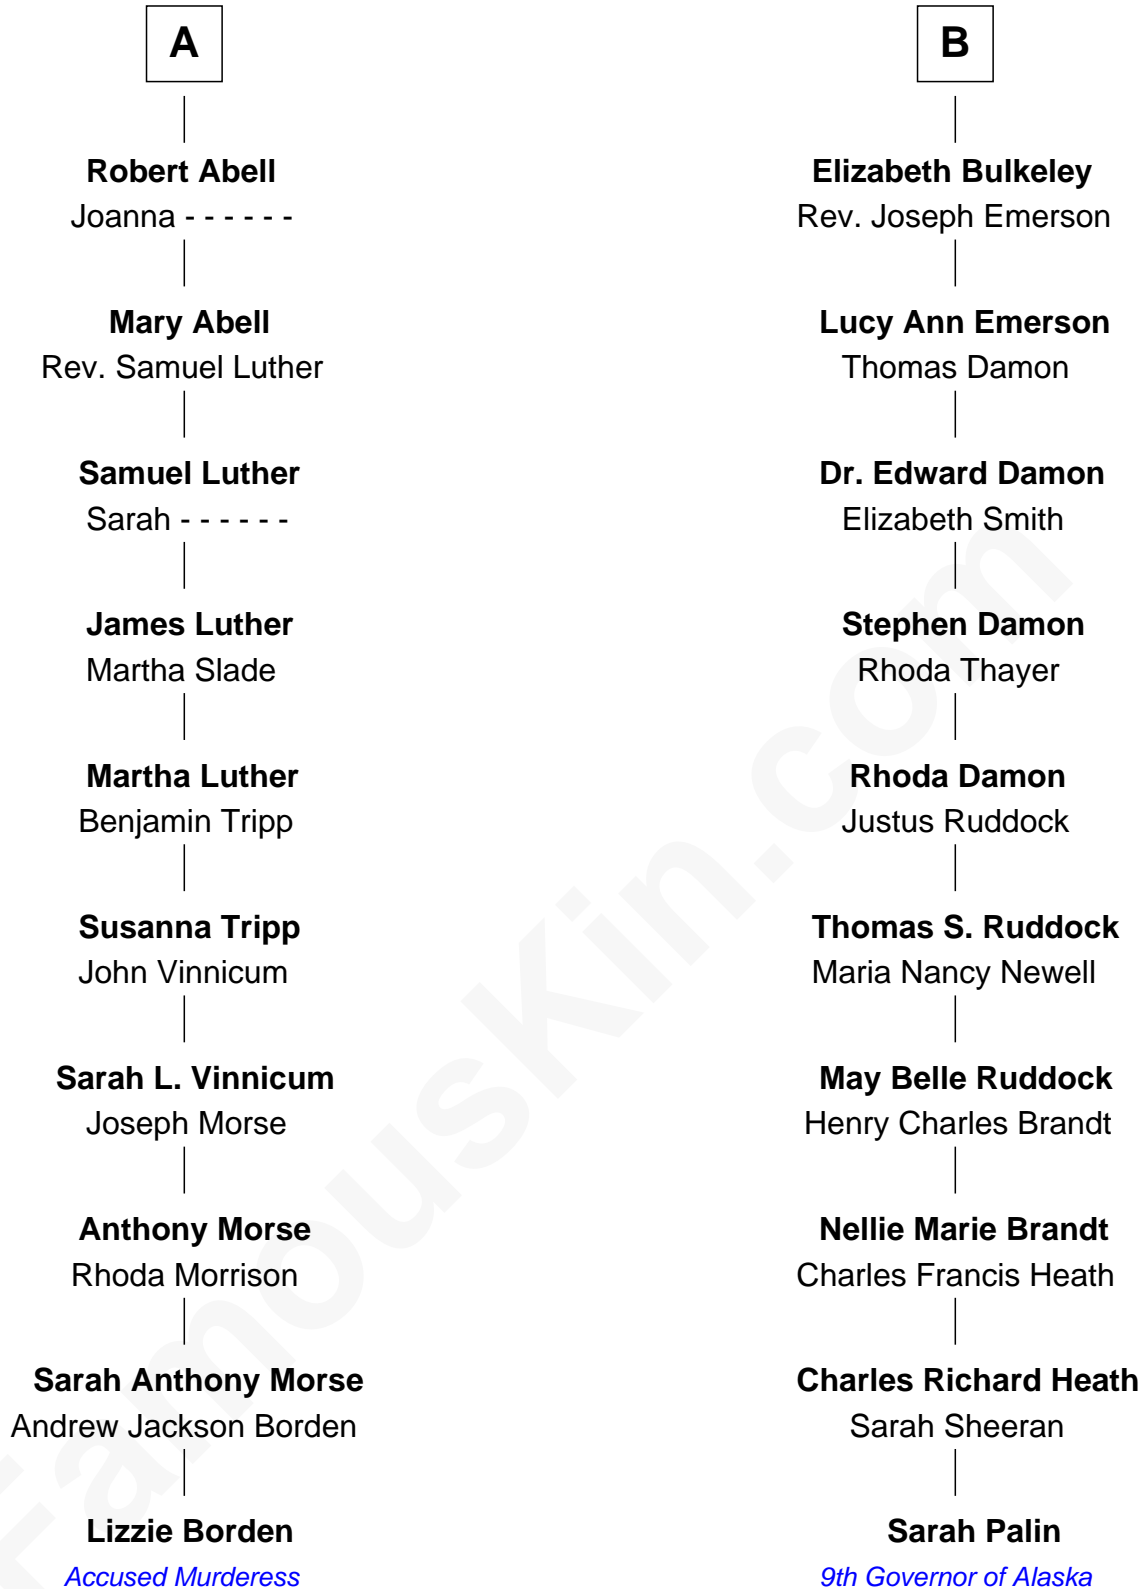 A
Robert Abell
Joanna - - - - - -
Mary Abell
Rev. Samuel Luther
Samuel Luther
Sarah - - - - - -
James Luther
Martha Slade
Martha Luther
Benjamin Tripp
Susanna Tripp
John Vinnicum
Sarah L. Vinnicum
Joseph Morse
Anthony Morse
Rhoda Morrison
Sarah Anthony Morse
Andrew Jackson Borden
Lizzie Borden
Accused Murderess
B
Elizabeth Bulkeley
Rev. Joseph Emerson
Lucy Ann Emerson
Thomas Damon
Dr. Edward Damon
Elizabeth Smith
Stephen Damon
Rhoda Thayer
Rhoda Damon
Justus Ruddock
Thomas S. Ruddock
Maria Nancy Newell
May Belle Ruddock
Henry Charles Brandt
Nellie Marie Brandt
Charles Francis Heath
Charles Richard Heath
Sarah Sheeran
Sarah Palin
9th Governor of Alaska
FamousKin.com